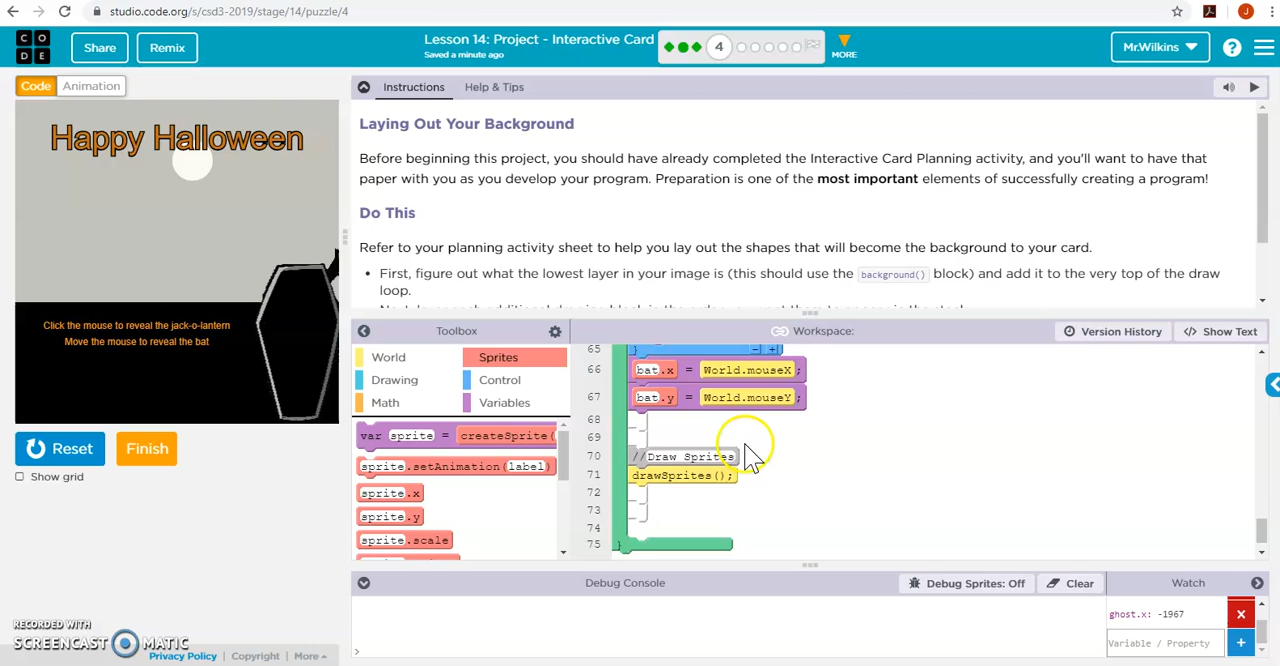 studio.code.org/s/csd3-2019/stage/14/puzzle/4
J
C O
D E
Share
Remix
Lesson 14: Project - Interactive Card
Saved a minute ago
4
MORE
Mr.Wilkins
?
Code
Animation
Instructions
Help & Tips
Happy Halloween
Click the mouse to reveal the jack-o-lantern
Move the mouse to reveal the bat
Laying Out Your Background
Before beginning this project, you should have already completed the Interactive Card Planning activity, and you'll want to have that
paper with you as you develop your program. Preparation is one of the most important elements of successfully creating a program!
Do This
Refer to your planning activity sheet to help you lay out the shapes that will become the background to your card.
• First, figure out what the lowest layer in your image is (this should use the background() block) and add it to the very top of the draw
loop.
Toolbox
Workspace:
Version History
</> Show Text
World
Sprites
Drawing
Control
Math
Variables
var sprite = createSprite(
sprite.setAnimation(label)
sprite.x
sprite.y
sprite.scale
65 }
66 bat.x = World.mouseX;
67 bat.y = World.mouseY;
68
69
70 //Draw Sprites
71 drawSprites();
72
73
74
75 }
Reset
Finish
Show grid
Debug Console
Debug Sprites: Off
Clear
Watch
ghost.x: -1967
Variable / Property
>
RECORDED WITH
SCREENCAST MATIC
Privacy Policy | Copyright | More